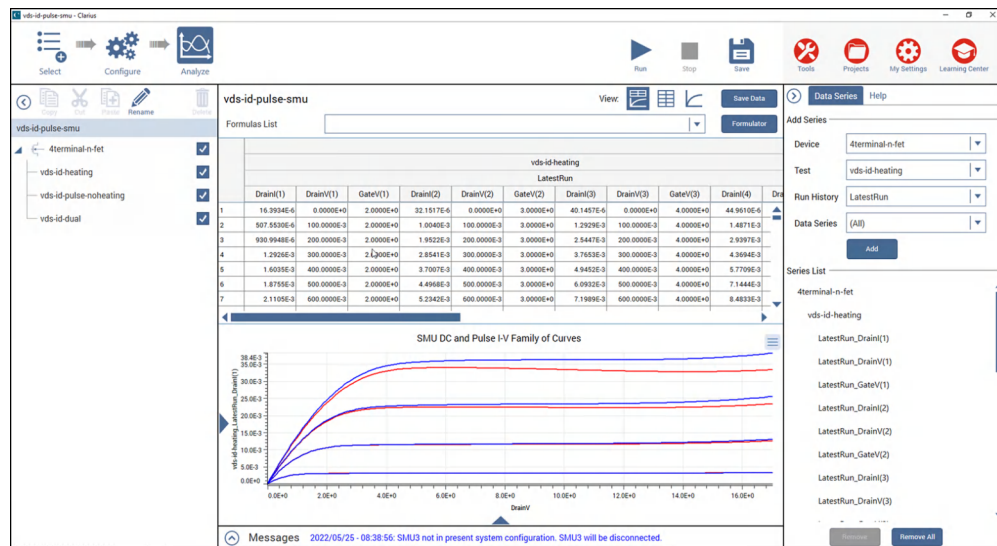 vds-id-pulse-smu - Clarius
Select
Configure
Analyze
Run
Stop
Save
Tools
Projects
My Settings
Learning Center
Copy
Cut
Paste
Rename
Delete
vds-id-pulse-smu
4terminal-n-fet
vds-id-heating
vds-id-pulse-noheating
vds-id-dual
vds-id-pulse-smu
View:
Save Data
Formulas List
Formulator
vds-id-heating
LatestRun
DrainI(1) DrainV(1) GateV(1) DrainI(2) DrainV(2) GateV(2) DrainI(3) DrainV(3) GateV(3) DrainI(4) Dra
1 16.3934E-6 0.0000E+0 2.0000E+0 32.1517E-6 0.0000E+0 3.0000E+0 40.1457E-6 0.0000E+0 4.0000E+0 44.9610E-6
2 507.5530E-6 100.0000E-3 2.0000E+0 1.0040E-3 100.0000E-3 3.0000E+0 1.2929E-3 100.0000E-3 4.0000E+0 1.4871E-3
3 930.9948E-6 200.0000E-3 2.0000E+0 1.9522E-3 200.0000E-3 3.0000E+0 2.5447E-3 200.0000E-3 4.0000E+0 2.9397E-3
4 1.2926E-3 300.0000E-3 2.0000E+0 2.8541E-3 300.0000E-3 3.0000E+0 3.7653E-3 300.0000E-3 4.0000E+0 4.3694E-3
5 1.6035E-3 400.0000E-3 2.0000E+0 3.7007E-3 400.0000E-3 3.0000E+0 4.9452E-3 400.0000E-3 4.0000E+0 5.7709E-3
6 1.8755E-3 500.0000E-3 2.0000E+0 4.4968E-3 500.0000E-3 3.0000E+0 6.0932E-3 500.0000E-3 4.0000E+0 7.1444E-3
7 2.1105E-3 600.0000E-3 2.0000E+0 5.2342E-3 600.0000E-3 3.0000E+0 7.1989E-3 600.0000E-3 4.0000E+0 8.4833E-3
SMU DC and Pulse I-V Family of Curves
vds-id-heating_LatestRun_DrainI(1)
38.4E-3
35.0E-3
30.0E-3
25.0E-3
20.0E-3
15.0E-3
10.0E-3
5.0E-3
0.0E+0
0.0E+0 2.0E+0 4.0E+0 6.0E+0 8.0E+0 10.0E+0 12.0E+0 14.0E+0 16.0E+0
DrainV
Messages 2022/05/25 - 08:38:56: SMU3 not in present system configuration. SMU3 will be disconnected.
Data Series Help
Add Series
Device 4terminal-n-fet
Test vds-id-heating
Run History LatestRun
Data Series (All)
Add
Series List
4terminal-n-fet
vds-id-heating
LatestRun_DrainI(1)
LatestRun_DrainV(1)
LatestRun_GateV(1)
LatestRun_DrainI(2)
LatestRun_DrainV(2)
LatestRun_GateV(2)
LatestRun_DrainI(3)
LatestRun_DrainV(3)
Remove
Remove All